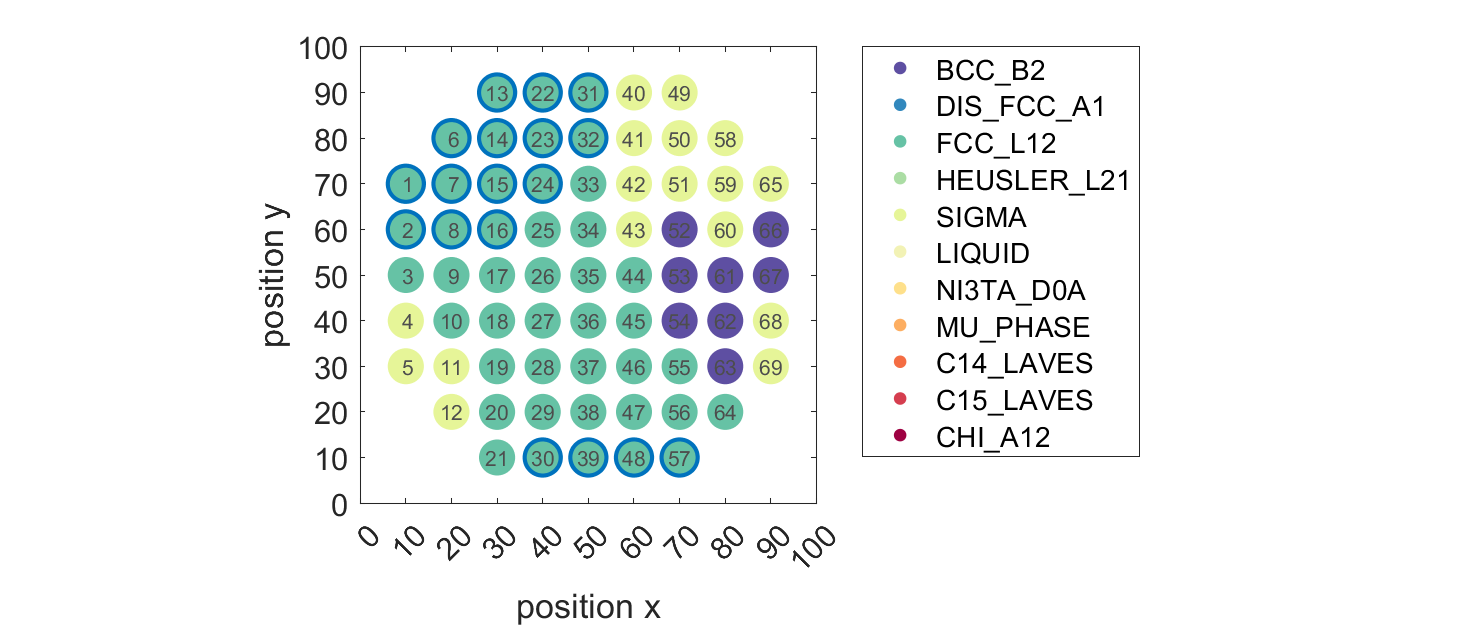 100
90
80
70
60
50
40
30
20
10
0
position y
13 22 31 40 49
6 14 23 32 41 50 58
1 7 15 24 33 42 51 59 65
2 8 16 25 34 43 52 60 66
3 9 17 26 35 44 53 61 67
4 10 18 27 36 45 54 62 68
5 11 19 28 37 46 55 63 69
12 20 29 38 47 56 64
21 30 39 48 57
0 10 20 30 40 50 60 70 80 90 100
position x
BCC_B2
DIS_FCC_A1
FCC_L12
HEUSLER_L21
SIGMA
LIQUID
NI3TA_D0A
MU_PHASE
C14_LAVES
C15_LAVES
CHI_A12